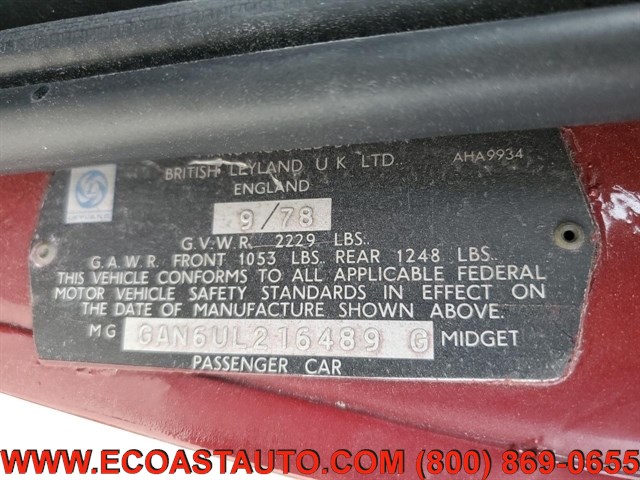 BRITISH LEYLAND U K LTD. AHA9934
ENGLAND
LEYLAND
9/78
G.V.W.R. 2229 LBS..
G.A.W.R. FRONT 1053 LBS. REAR 1248 LBS..
THIS VEHICLE CONFORMS TO ALL APPLICABLE FEDERAL
MOTOR VEHICLE SAFETY STANDARDS IN EFFECT ON
THE DATE OF MANUFACTURE SHOWN ABOVE.
MG GAN6UL216489 G MIDGET
PASSENGER CAR
WWW.ECOASTAUTO.COM (800) 869-0655